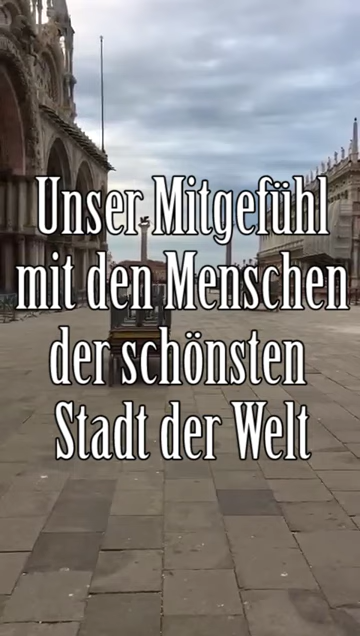 Unser Mitgefühl
mit den Menschen
der schönsten
Stadt der Welt